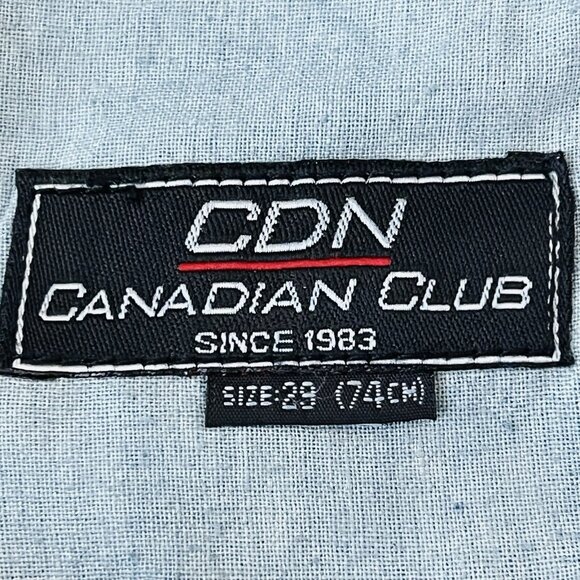 CDN
CANADIAN CLUB
SINCE 1983
SIZE:29 (74CM)